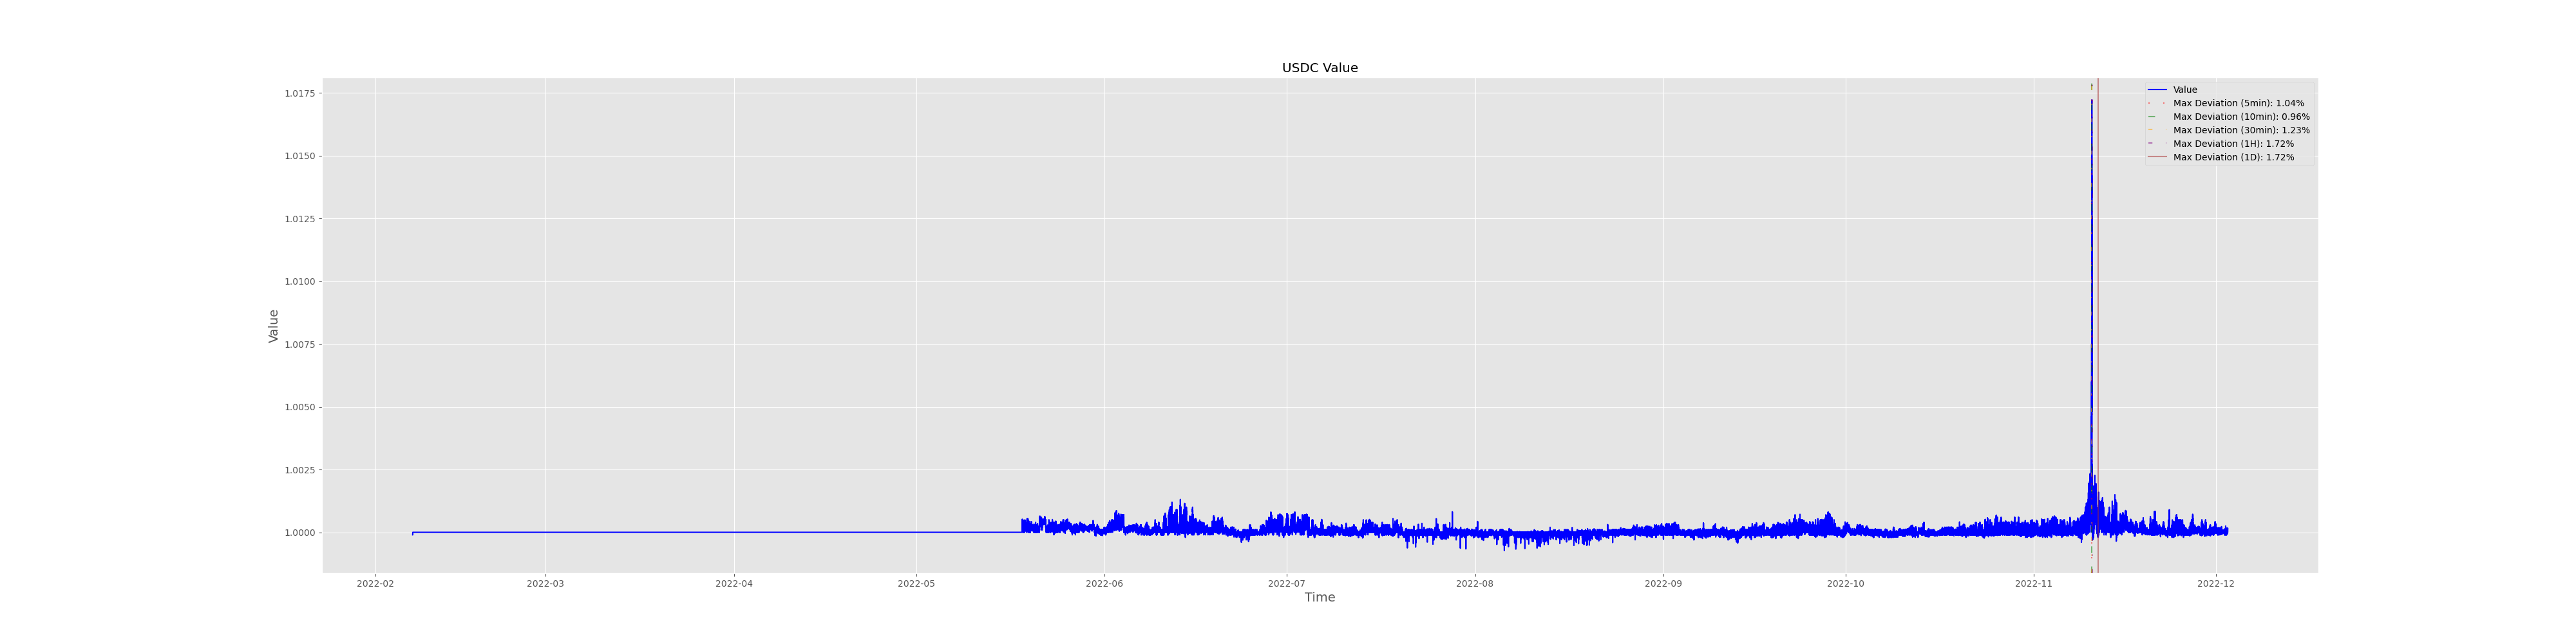 USDC Value
1.0175
1.0150
1.0125
1.0100
1.0075
1.0050
1.0025
1.0000
Value
Value
Max Deviation (5min): 1.04%
Max Deviation (10min): 0.96%
Max Deviation (30min): 1.23%
Max Deviation (1H): 1.72%
Max Deviation (1D): 1.72%
2022-02 2022-03 2022-04 2022-05 2022-06 2022-07 2022-08 2022-09 2022-10 2022-11 2022-12
Time